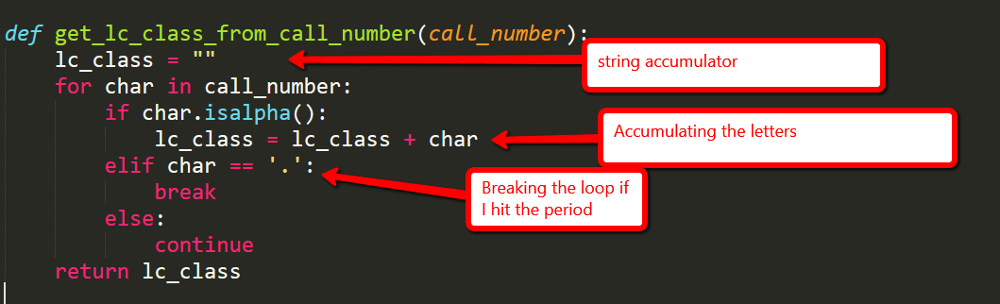 def get_lc_class_from_call_number(call_number):
    lc_class = ""
string accumulator
    for char in call_number:
        if char.isalpha():
            lc_class = lc_class + char
Accumulating the letters
        elif char == '.':
Breaking the loop if
I hit the period
            break
        else:
            continue
    return lc_class